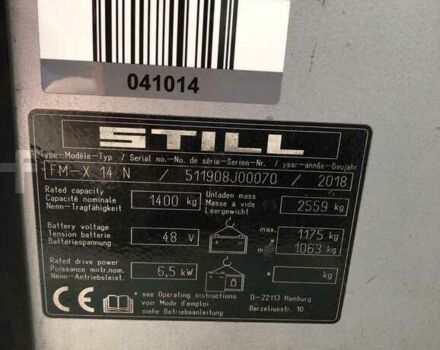 041014
STILL
Type-Modèle-Typ / Serial no.-No. de série-Serien-Nr. / year-année-Baujahr
FM-X 14 N / 511908J00070 / 2018
Rated capacity
Capacité nominale
Nenn-Tragfähigkeit
1400 kg
Unladen mass
Masse à vide
Leergewicht
2559 kg
Battery voltage
Tension batterie
Batteriespannung
48 V
max. 1175 kg
min. 1063 kg
Rated drive power
Puissance motr.nom.
Nenn-Antriebsleist.
6,5 kW
* kg
CE
* see Operating instructions
voir Mode d'emploi
siehe Betriebsanleitung
D-22113 Hamburg
Berzeliusstr. 10